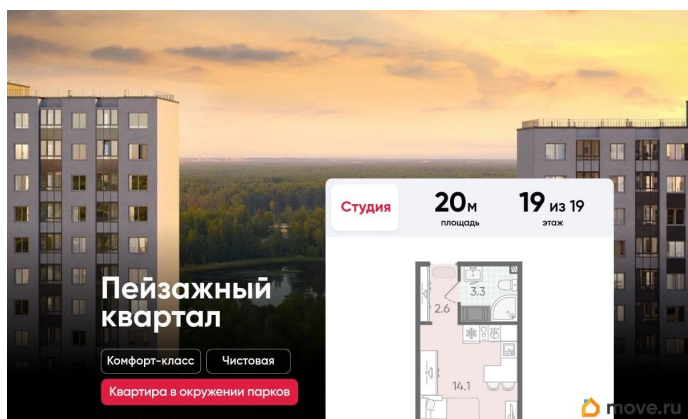 Студия
20м
площадь
19 из 19
этаж
3.3
2.6
14.1
Пейзажный
квартал
Комфорт-класс
Чистовая
Квартира в окружении парков
move.ru